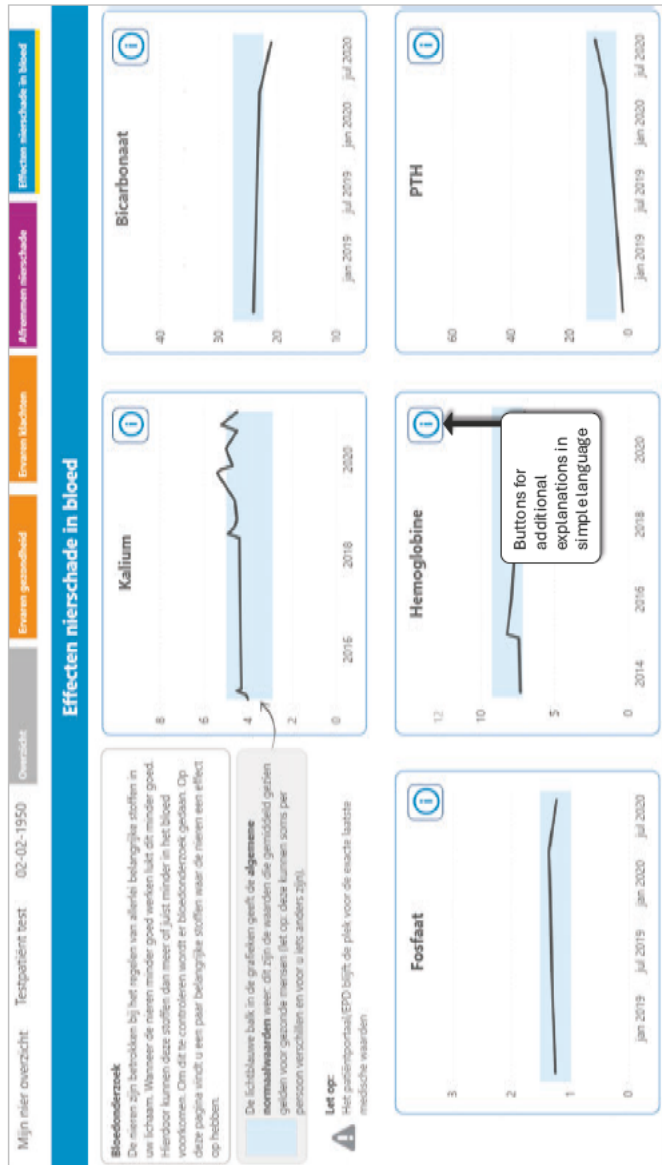 Mijn nier overzicht Testpatiënt test 02-02-1950 Overzicht Ervaren gezondheid Ervaren klachten Afremmen nierschade Effecten nierschade in bloed
Effecten nierschade in bloed
Bloedonderzoek
De nieren zijn betrokken bij het regelen van allerlei belangrijke stoffen in
uw lichaam. Wanneer de nieren minder goed werken lukt dit minder goed.
Hierdoor kunnen deze stoffen dan meer of juist minder in het bloed
voorkomen. Om dit te controleren wordt er bloedonderzoek gedaan. Op
deze pagina vindt u een paar belangrijke stoffen waar de nieren een effect
op hebben.
De lichtblauwe balk in de grafieken geeft de algemene
normaalwaarden weer: dit zijn de waarden die gemiddeld gezien
gelden voor gezonde mensen (let op: deze kunnen soms per
persoon verschillen en voor u iets anders zijn).
Let op:
Het patiëntportaal/EPD blijft de plek voor de exacte laatste
medische waarden
Kalium
8
6
4
2
0
2016 2018 2020
Bicarbonaat
40
30
20
10
jan 2019 jul 2019 jan 2020 jul 2020
Fosfaat
3
2
1
0
jan 2019 jul 2019 jan 2020 jul 2020
Hemoglobine
12
10
5
0
2014 2016 2018 2020
Buttons for
additional
explanations in
simple language
PTH
60
40
20
0
jan 2019 jul 2019 jan 2020 jul 2020